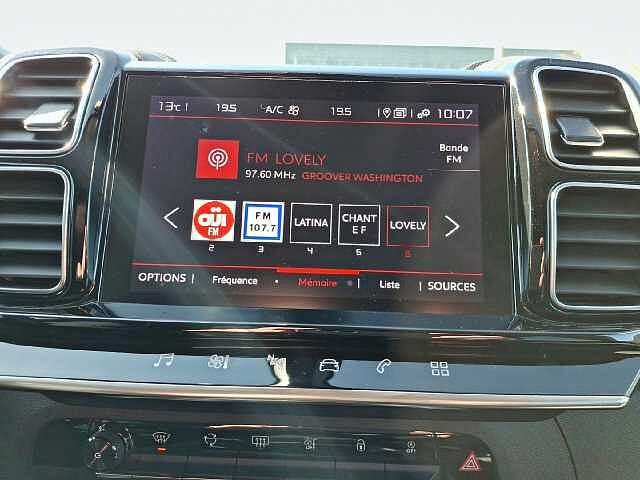 13°C 19.5 A/C 19.5 10:07
FM LOVELY
Bande
FM
97.60 MHz GROOVER WASHINGTON
OÜI
FM
FM
107.7
LATINA
CHANT
E F
LOVELY
2 3 4 5 6
OPTIONS Fréquence Mémoire Liste SOURCES